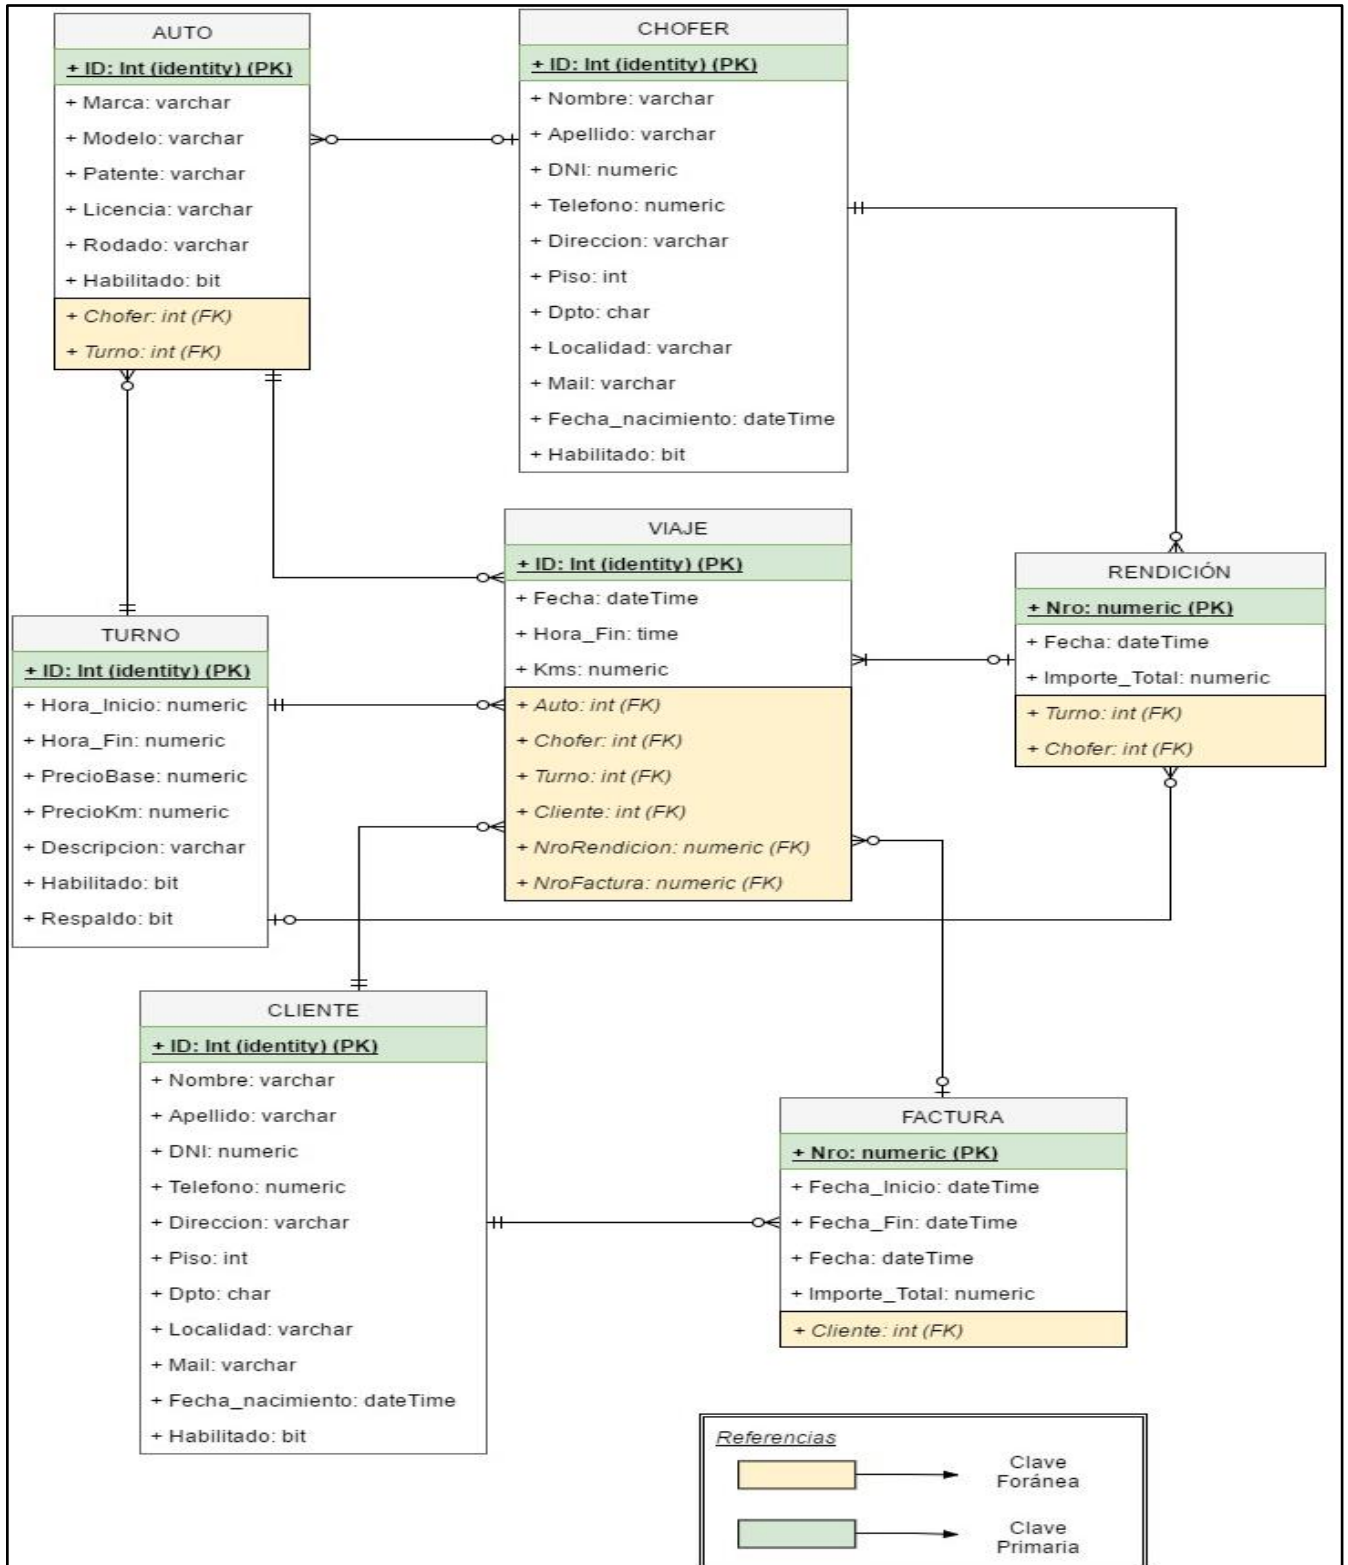 AUTO
+ ID: Int (identity) (PK)
+ Marca: varchar
+ Modelo: varchar
+ Patente: varchar
+ Licencia: varchar
+ Rodado: varchar
+ Habilitado: bit
+ Chofer: int (FK)
+ Turno: int (FK)
CHOFER
+ ID: Int (identity) (PK)
+ Nombre: varchar
+ Apellido: varchar
+ DNI: numeric
+ Telefono: numeric
+ Direccion: varchar
+ Piso: int
+ Dpto: char
+ Localidad: varchar
+ Mail: varchar
+ Fecha_nacimiento: dateTime
+ Habilitado: bit
VIAJE
+ ID: Int (identity) (PK)
+ Fecha: dateTime
+ Hora_Fin: time
+ Kms: numeric
+ Auto: int (FK)
+ Chofer: int (FK)
+ Turno: int (FK)
+ Cliente: int (FK)
+ NroRendicion: numeric (FK)
+ NroFactura: numeric (FK)
RENDICIÓN
+ Nro: numeric (PK)
+ Fecha: dateTime
+ Importe_Total: numeric
+ Turno: int (FK)
+ Chofer: int (FK)
TURNO
+ ID: Int (identity) (PK)
+ Hora_Inicio: numeric
+ Hora_Fin: numeric
+ PrecioBase: numeric
+ PrecioKm: numeric
+ Descripcion: varchar
+ Habilitado: bit
+ Respaldo: bit
CLIENTE
+ ID: Int (identity) (PK)
+ Nombre: varchar
+ Apellido: varchar
+ DNI: numeric
+ Telefono: numeric
+ Direccion: varchar
+ Piso: int
+ Dpto: char
+ Localidad: varchar
+ Mail: varchar
+ Fecha_nacimiento: dateTime
+ Habilitado: bit
FACTURA
+ Nro: numeric (PK)
+ Fecha_Inicio: dateTime
+ Fecha_Fin: dateTime
+ Fecha: dateTime
+ Importe_Total: numeric
+ Cliente: int (FK)
Referencias
Clave
Foránea
Clave
Primaria